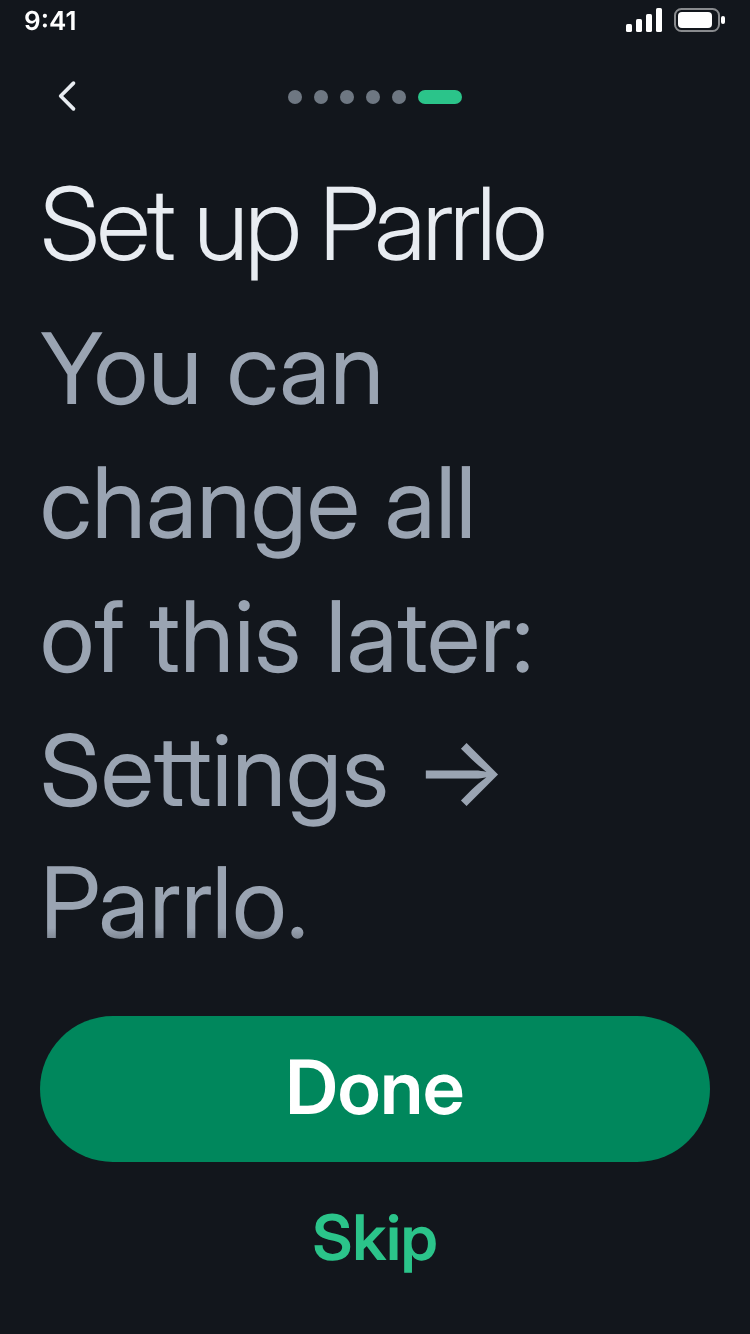 9:41
Set up Parrlo
You can
change all
of this later:
Settings →
Parrlo.
Done
Skip